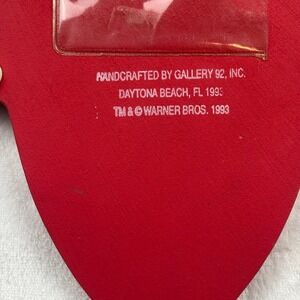 HANDCRAFTED BY GALLERY 92, INC.
DAYTONA BEACH, FL 1993
TM & © WARNER BROS. 1993